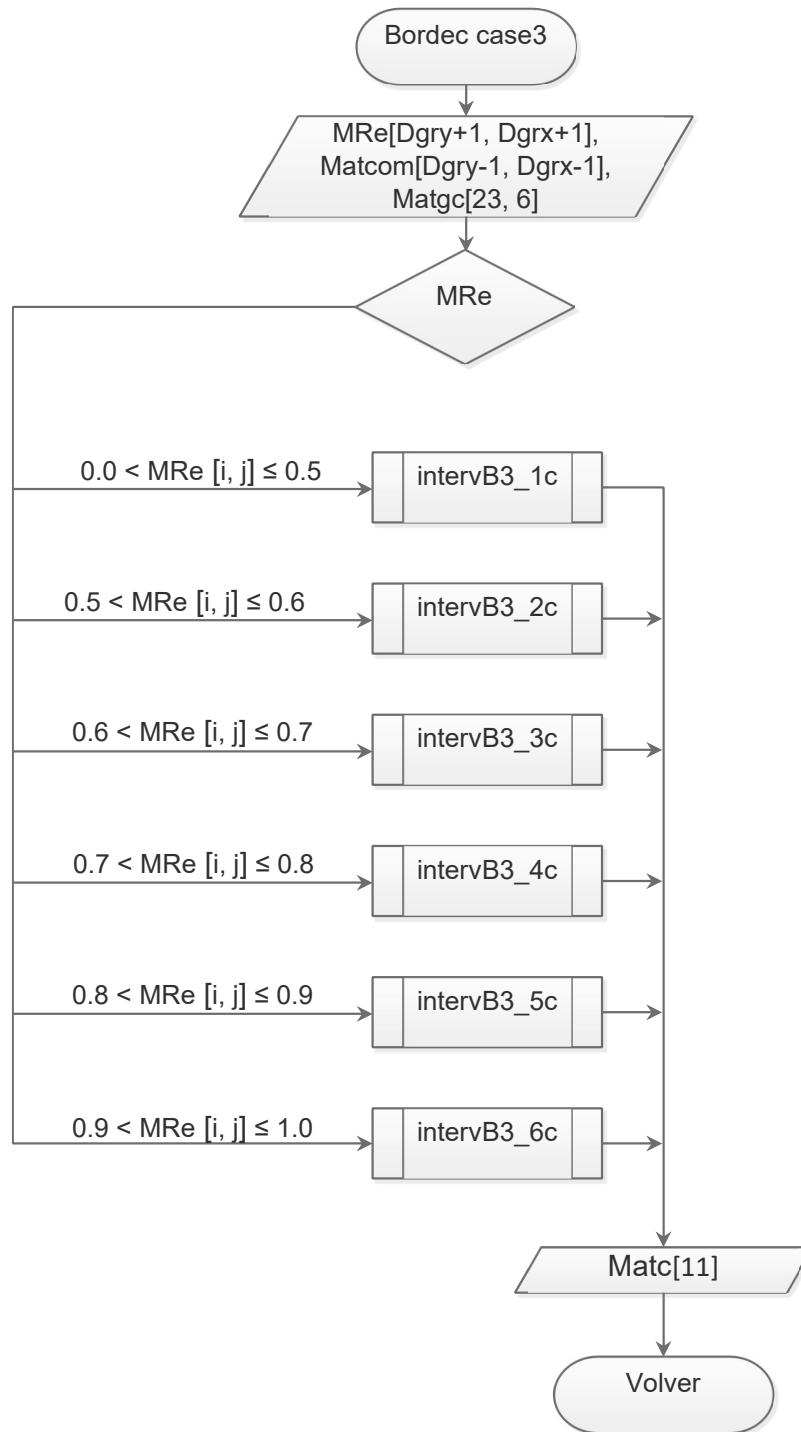 Bordec case3
MRe[Dgry+1, Dgrx+1],
Matcom[Dgry-1, Dgrx-1],
Matgc[23, 6]
MRe
0.0 < MRe [i, j] ≤ 0.5
intervB3_1c
0.5 < MRe [i, j] ≤ 0.6
intervB3_2c
0.6 < MRe [i, j] ≤ 0.7
intervB3_3c
0.7 < MRe [i, j] ≤ 0.8
intervB3_4c
0.8 < MRe [i, j] ≤ 0.9
intervB3_5c
0.9 < MRe [i, j] ≤ 1.0
intervB3_6c
Matc[11]
Volver